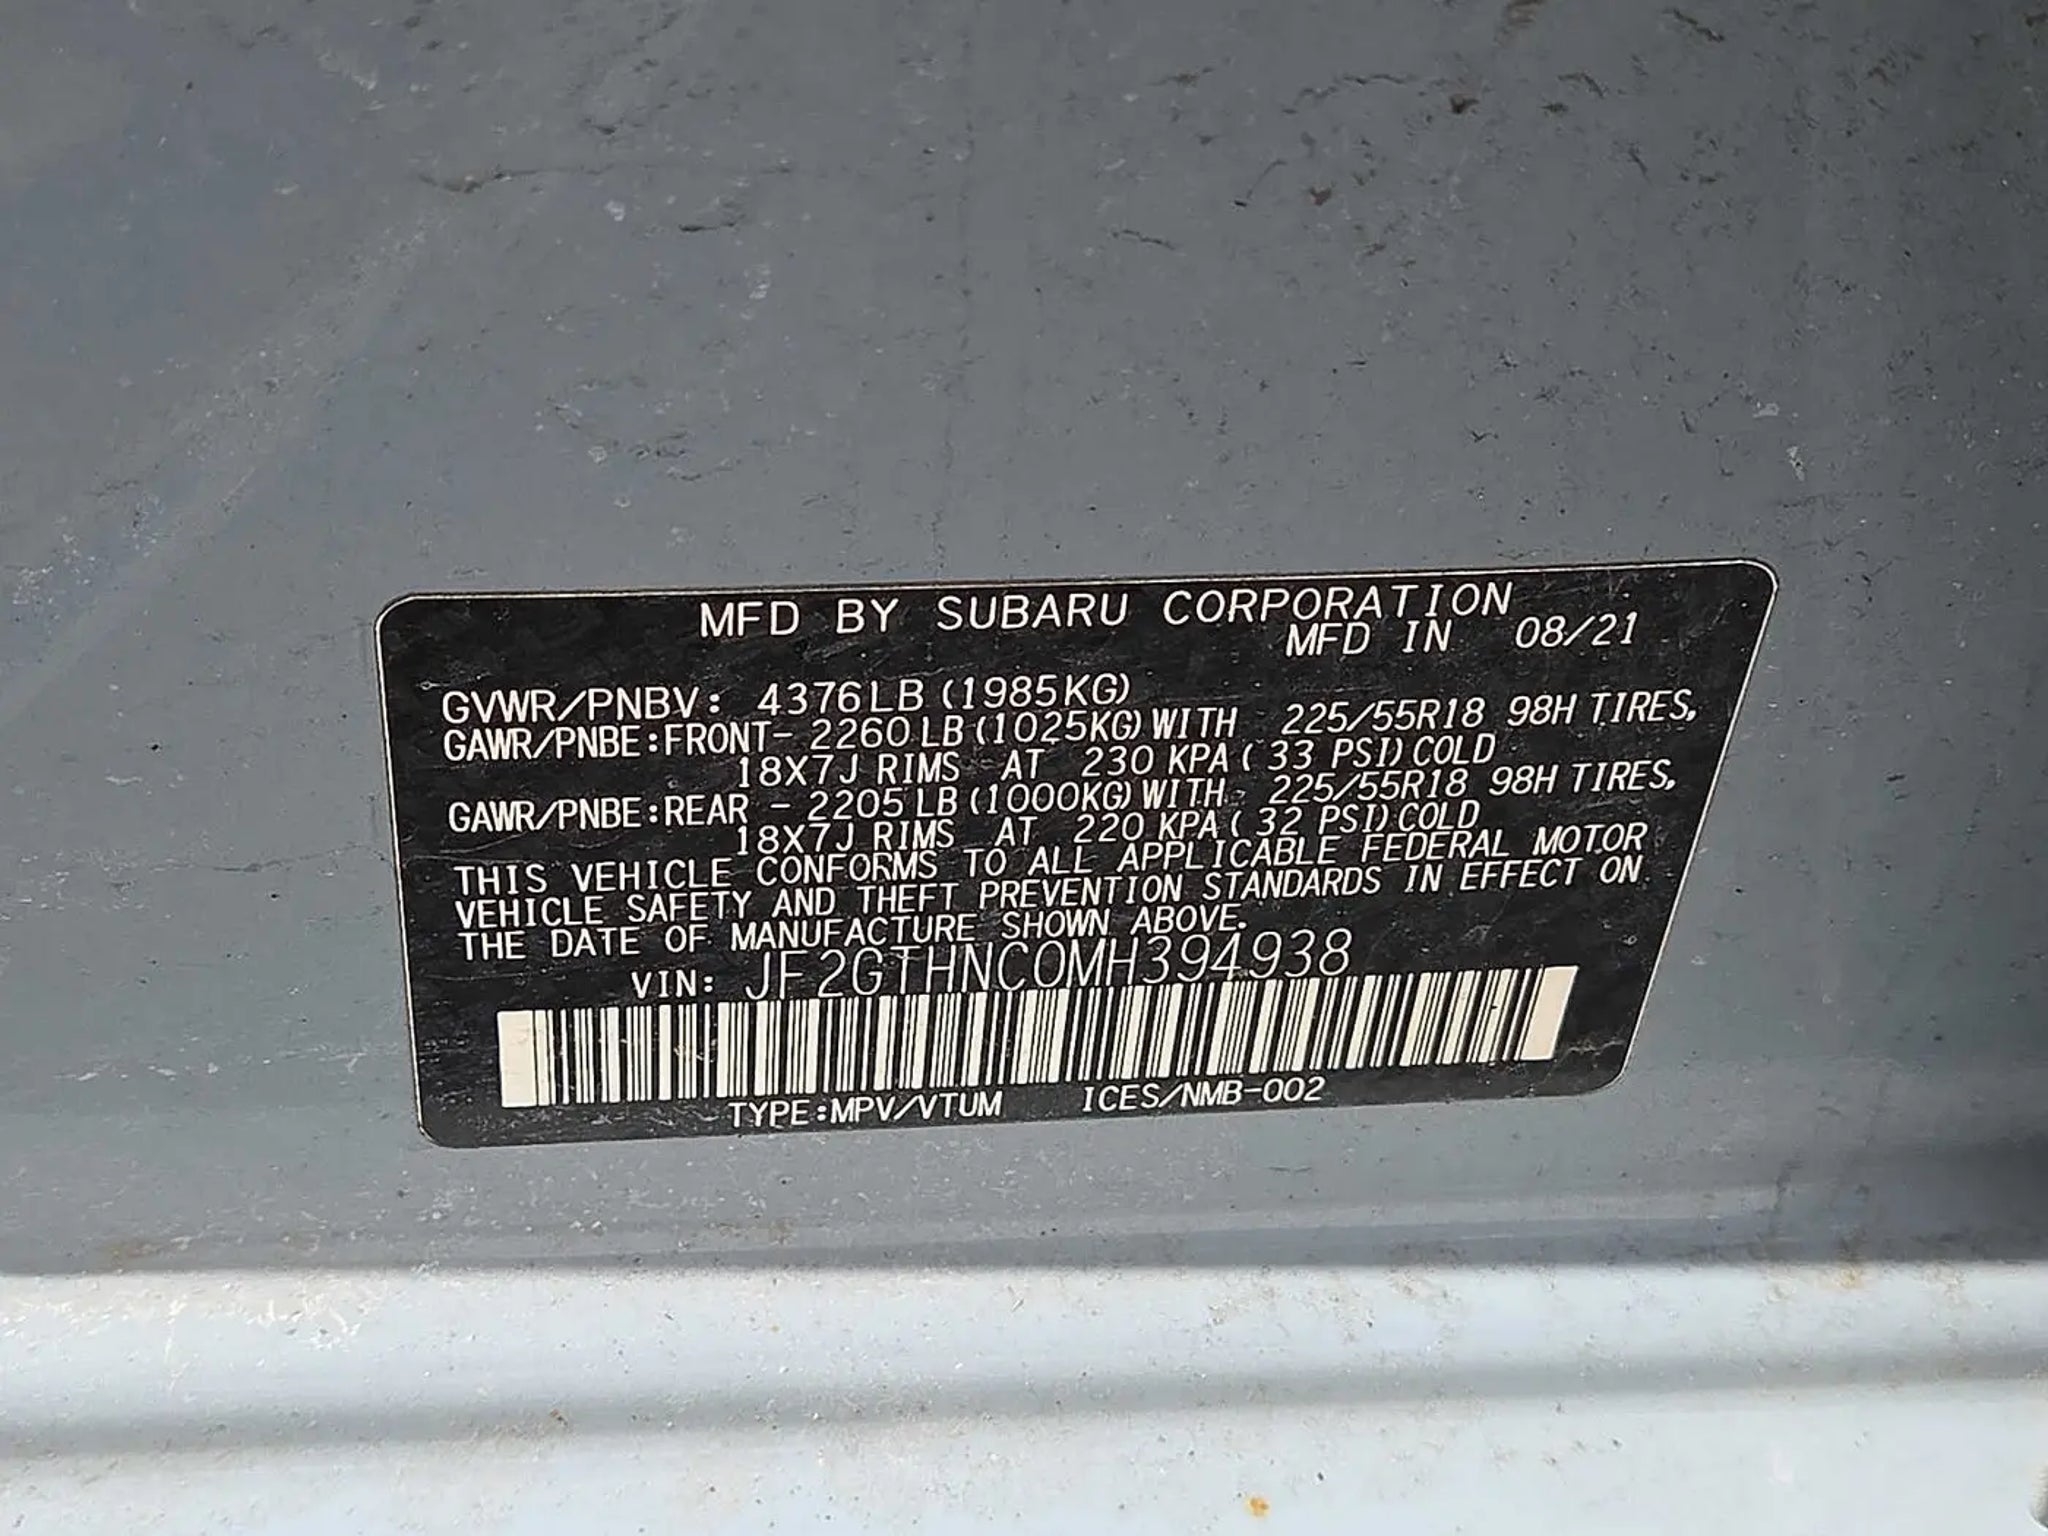 MFD BY SUBARU CORPORATION
MFD IN 08/21
GVWR/PNBV: 4376LB (1985KG)
GAWR/PNBE:FRONT- 2260LB (1025KG) WITH 225/55R18 98H TIRES,
18X7J RIMS AT 230 KPA ( 33 PSI) COLD
GAWR/PNBE:REAR - 2205LB (1000KG) WITH 225/55R18 98H TIRES,
18X7J RIMS AT 220 KPA ( 32 PSI) COLD
THIS VEHICLE CONFORMS TO ALL APPLICABLE FEDERAL MOTOR
VEHICLE SAFETY AND THEFT PREVENTION STANDARDS IN EFFECT ON
THE DATE OF MANUFACTURE SHOWN ABOVE.
VIN: JF2GTHNC0MH394938
TYPE:MPV/VTUM ICES/NMB-002